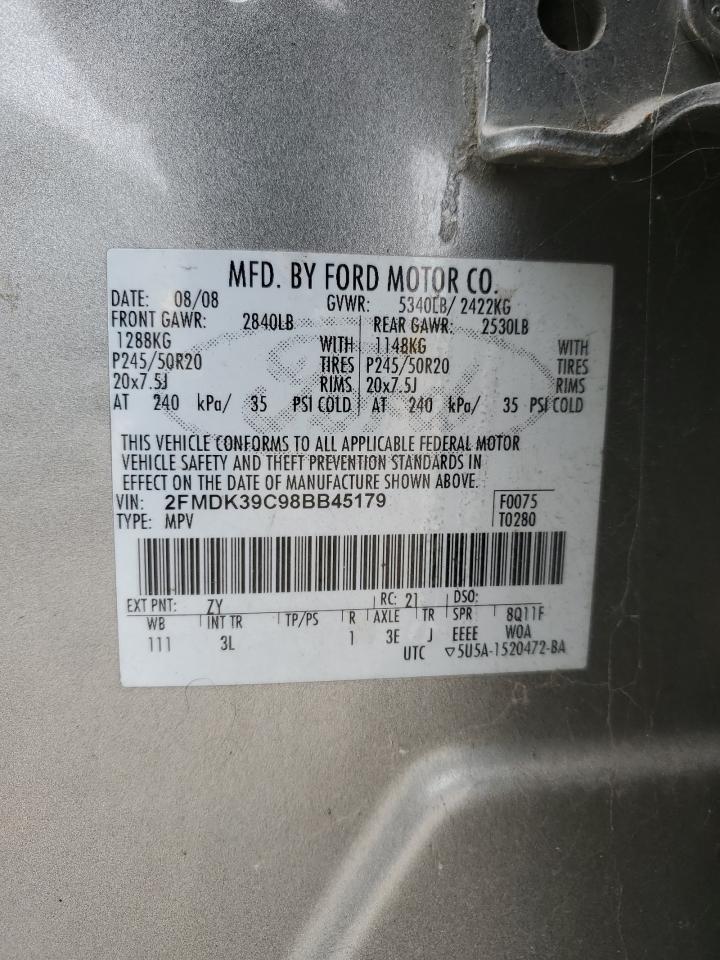 MFD. BY FORD MOTOR CO.
DATE: 08/08 GVWR: 5340LB/ 2422KG
FRONT GAWR: 2840LB REAR GAWR: 2530LB
1288KG WITH 1148KG WITH
P245/50R20 TIRES P245/50R20 TIRES
20x7.5J RIMS 20x7.5J RIMS
AT 240 kPa/ 35 PSI COLD AT 240 kPa/ 35 PSI COLD
THIS VEHICLE CONFORMS TO ALL APPLICABLE FEDERAL MOTOR
VEHICLE SAFETY AND THEFT PREVENTION STANDARDS IN
EFFECT ON THE DATE OF MANUFACTURE SHOWN ABOVE.
VIN: 2FMDK39C98BB45179 F0075
TYPE: MPV T0280
EXT PNT: ZY RC: 21 DSO:
WB INT TR TP/PS R AXLE TR SPR 8Q11F
111 3L 1 3E J EEEE WOA
UTC ▽5U5A-1520472-BA